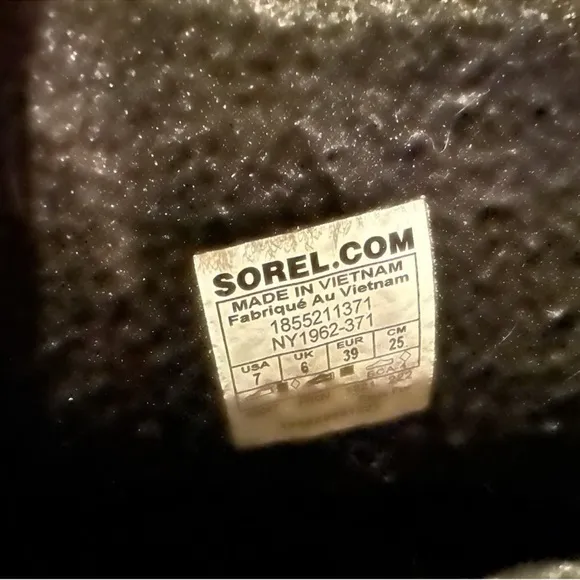 SOREL.COM
MADE IN VIETNAM
Fabriqué Au Vietnam
1855211371
NY1962-371
USA UK EUR CM
7 6 39 25